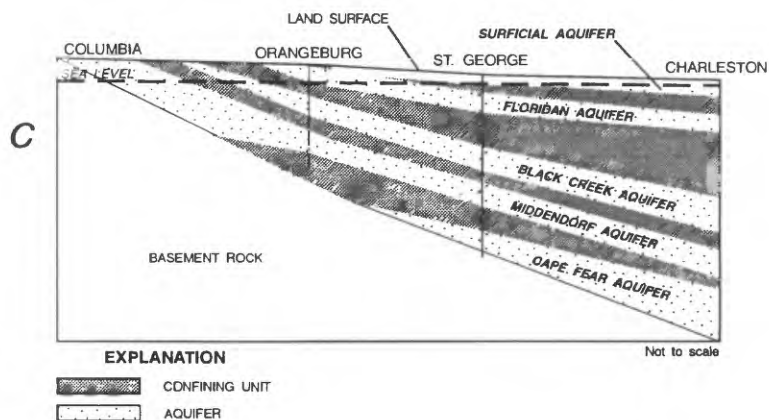 LAND SURFACE
SURFICIAL AQUIFER
COLUMBIA
ORANGEBURG
ST. GEORGE
CHARLESTON
SEA LEVEL
FLORIDAN AQUIFER
C
BLACK CREEK AQUIFER
MIDDENDORF AQUIFER
BASEMENT ROCK
CAPE FEAR AQUIFER
Not to scale
EXPLANATION
CONFINING UNIT
AQUIFER